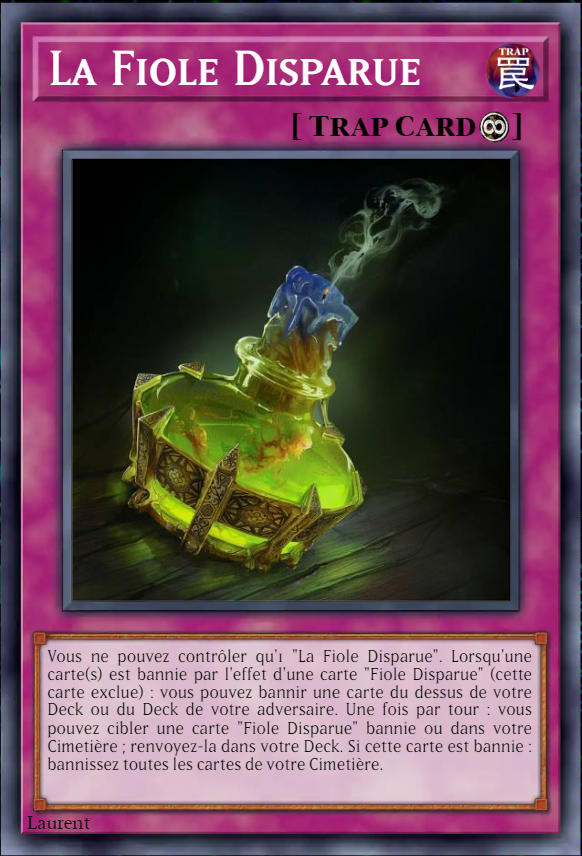 La Fiole Disparue
TRAP
罠
[ Trap Card ]
Vous ne pouvez contrôler qu'1 "La Fiole Disparue". Lorsqu'une
carte(s) est bannie par l'effet d'une carte "Fiole Disparue" (cette
carte exclue) : vous pouvez bannir une carte du dessus de votre
Deck ou du Deck de votre adversaire. Une fois par tour : vous
pouvez cibler une carte "Fiole Disparue" bannie ou dans votre
Cimetière ; renvoyez-la dans votre Deck. Si cette carte est bannie :
bannissez toutes les cartes de votre Cimetière.
Laurent